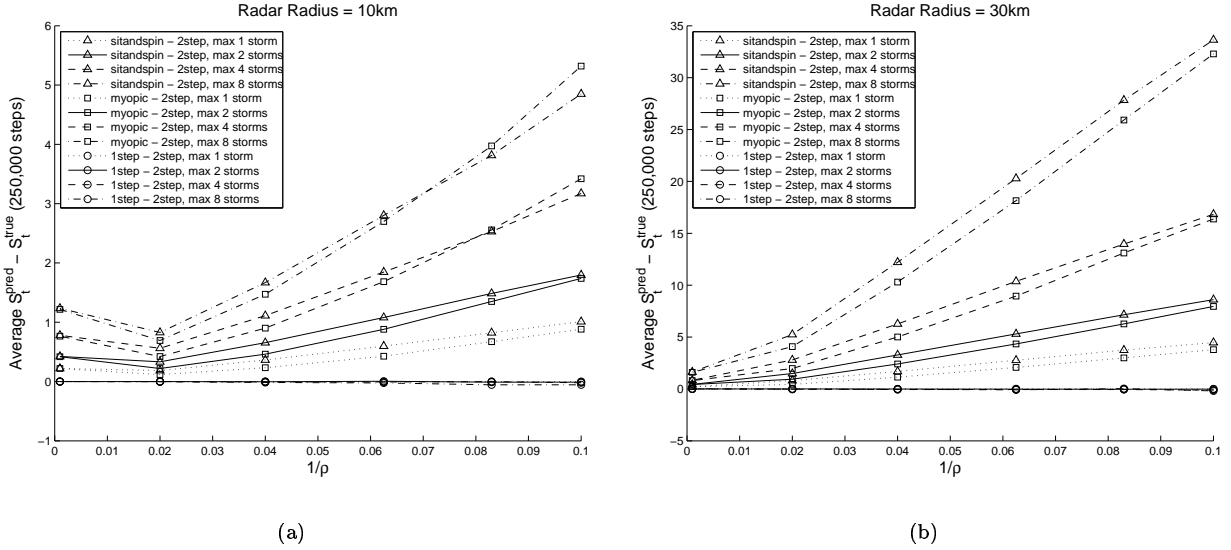 Radar Radius = 10km
6
5
4
3
2
1
0
−1
Average S_t^pred − S_t^true (250,000 steps)
sitandspin − 2step, max 1 storm
sitandspin − 2step, max 2 storms
sitandspin − 2step, max 4 storms
sitandspin − 2step, max 8 storms
myopic − 2step, max 1 storm
myopic − 2step, max 2 storms
myopic − 2step, max 4 storms
myopic − 2step, max 8 storms
1step − 2step, max 1 storm
1step − 2step, max 2 storms
1step − 2step, max 4 storms
1step − 2step, max 8 storms
0 0.01 0.02 0.03 0.04 0.05 0.06 0.07 0.08 0.09 0.1
1/ρ
(a)
Radar Radius = 30km
35
30
25
20
15
10
5
0
−5
Average S_t^pred − S_t^true (250,000 steps)
sitandspin − 2step, max 1 storm
sitandspin − 2step, max 2 storms
sitandspin − 2step, max 4 storms
sitandspin − 2step, max 8 storms
myopic − 2step, max 1 storm
myopic − 2step, max 2 storms
myopic − 2step, max 4 storms
myopic − 2step, max 8 storms
1step − 2step, max 1 storm
1step − 2step, max 2 storms
1step − 2step, max 4 storms
1step − 2step, max 8 storms
0 0.01 0.02 0.03 0.04 0.05 0.06 0.07 0.08 0.09 0.1
1/ρ
(b)